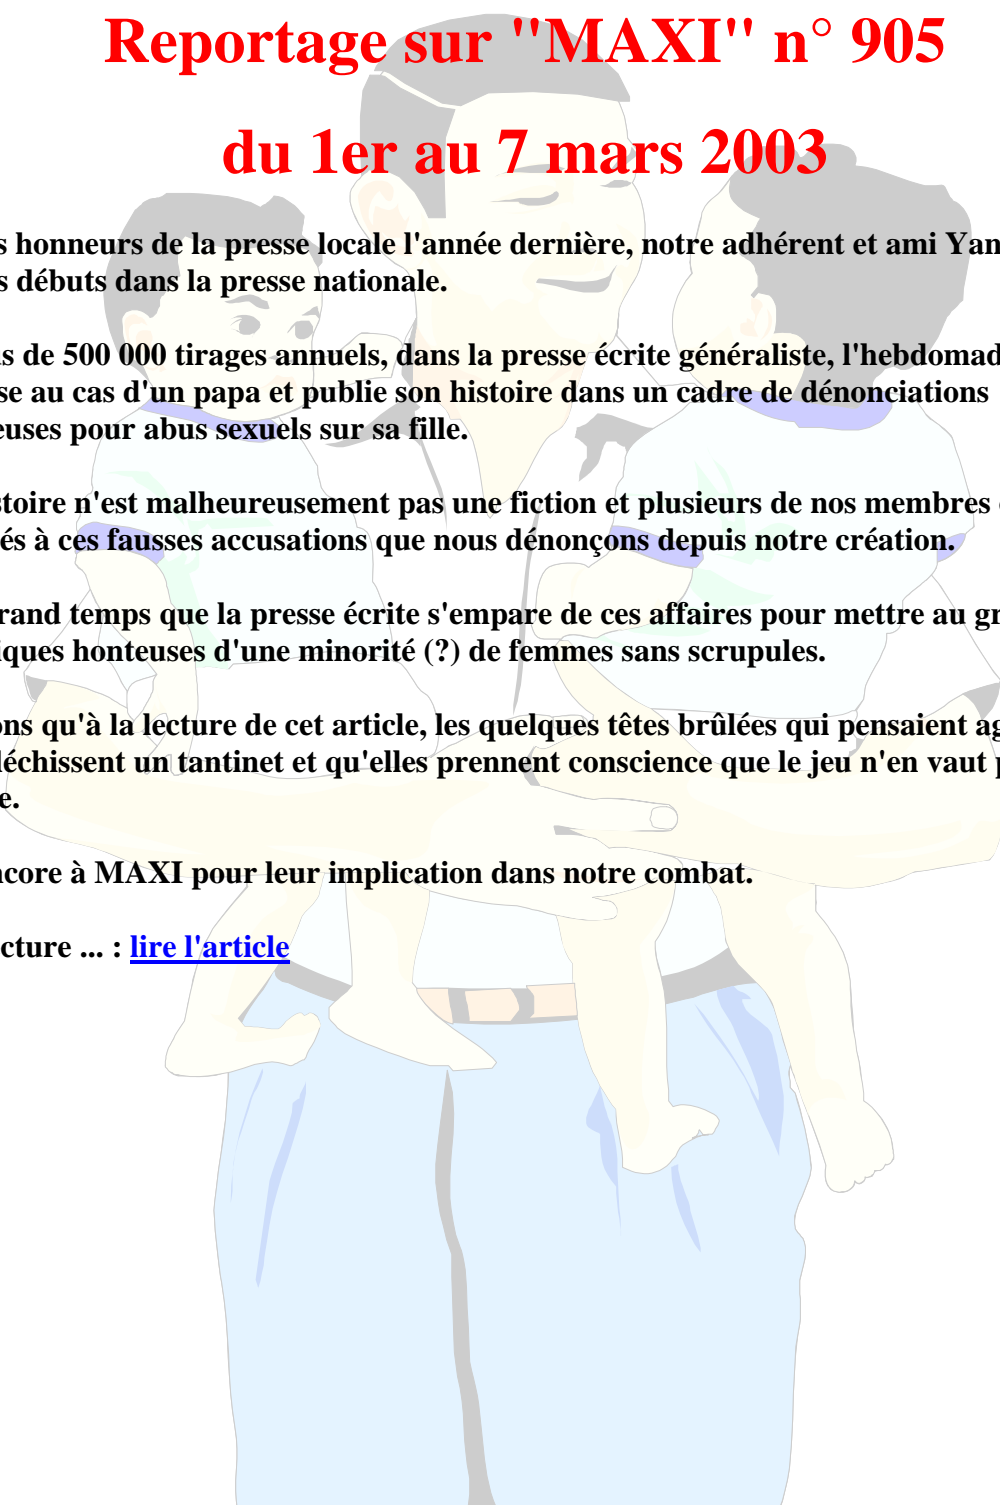 Reportage sur "MAXI" n° 905
du 1er au 7 mars 2003
s honneurs de la presse locale l'année dernière, notre adhérent et ami Yan
s débuts dans la presse nationale.
s de 500 000 tirages annuels, dans la presse écrite généraliste, l'hebdomad
se au cas d'un papa et publie son histoire dans un cadre de dénonciations
euses pour abus sexuels sur sa fille.
stoire n'est malheureusement pas une fiction et plusieurs de nos membres
és à ces fausses accusations que nous dénonçons depuis notre création.
rand temps que la presse écrite s'empare de ces affaires pour mettre au gr
iques honteuses d'une minorité (?) de femmes sans scrupules.
ons qu'à la lecture de cet article, les quelques têtes brûlées qui pensaient ag
léchissent un tantinet et qu'elles prennent conscience que le jeu n'en vaut p
e.
ncore à MAXI pour leur implication dans notre combat.
cture ... : lire l'article